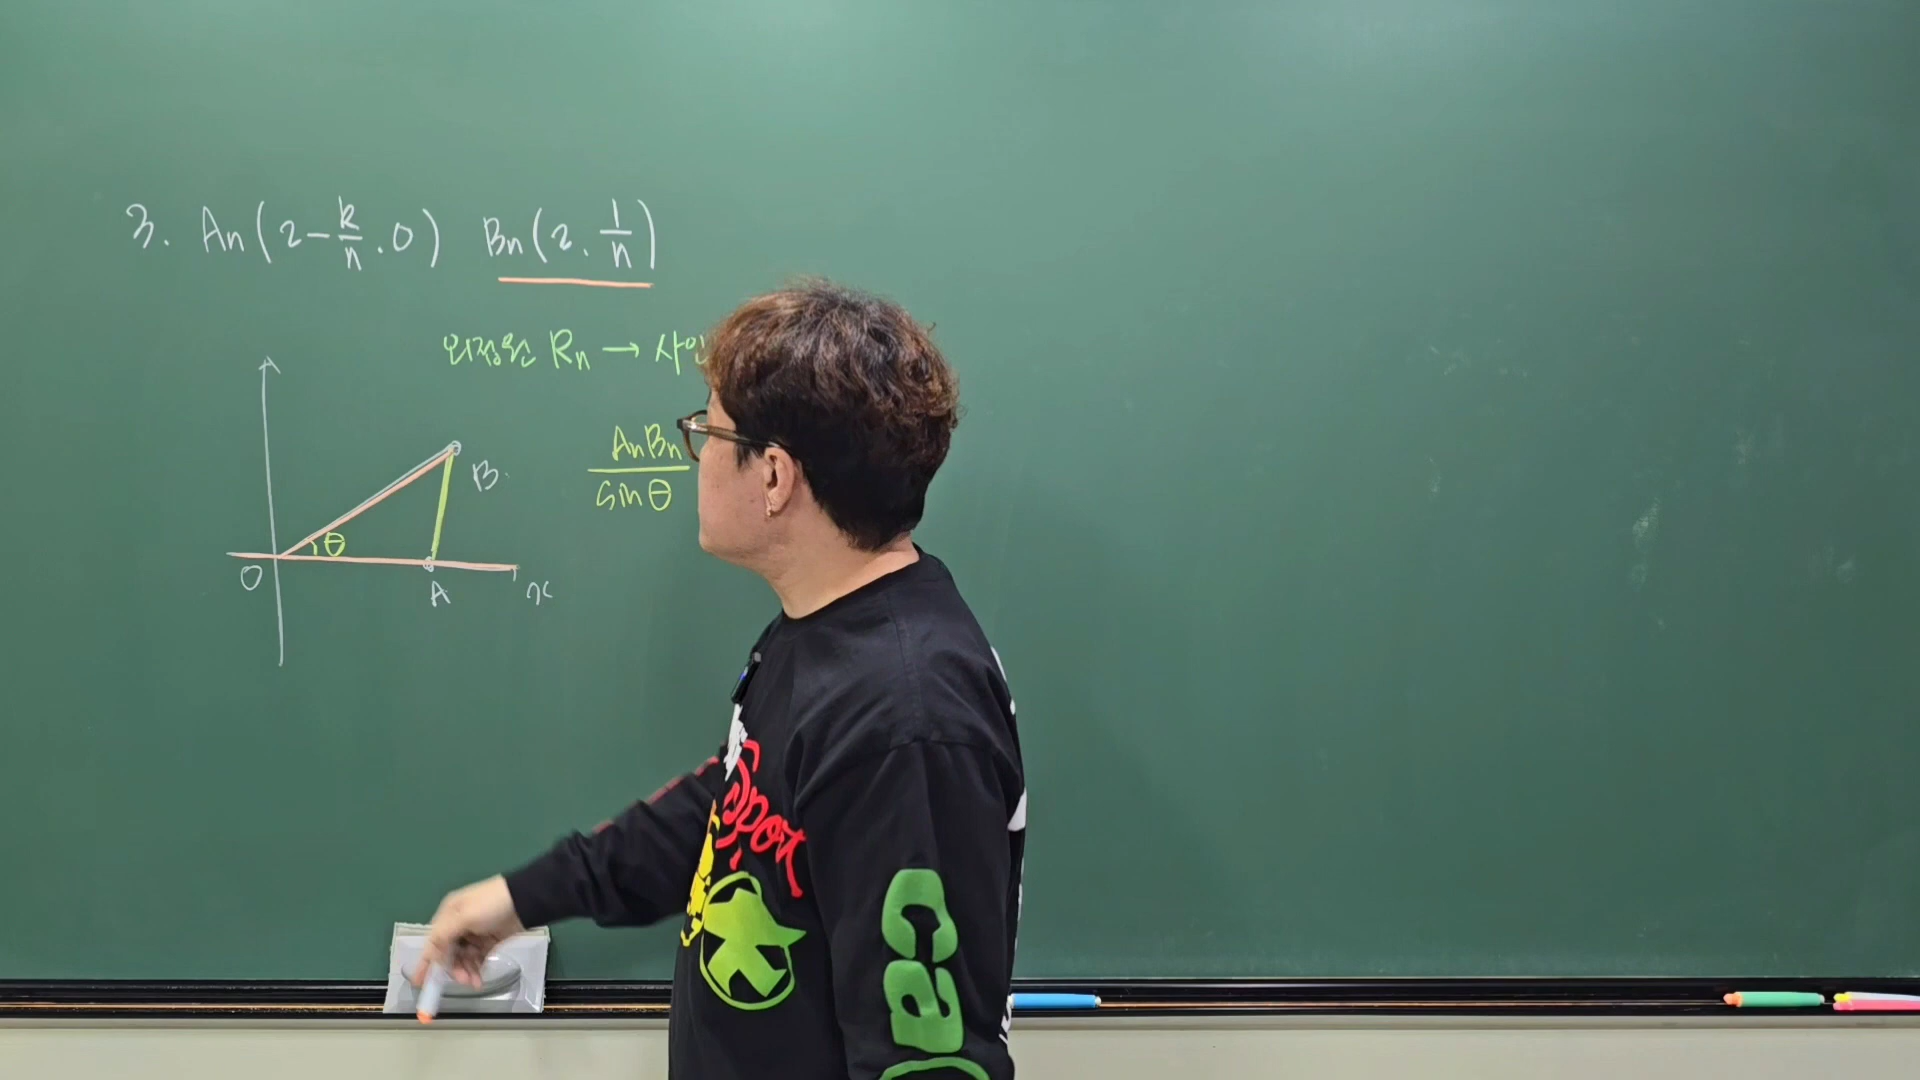 3. An(2-k/n . 0) Bn(2. 1/n)
외접원 Rn → 사인
AnBn/sinθ
B.
θ
O
A
x
Sport
ca